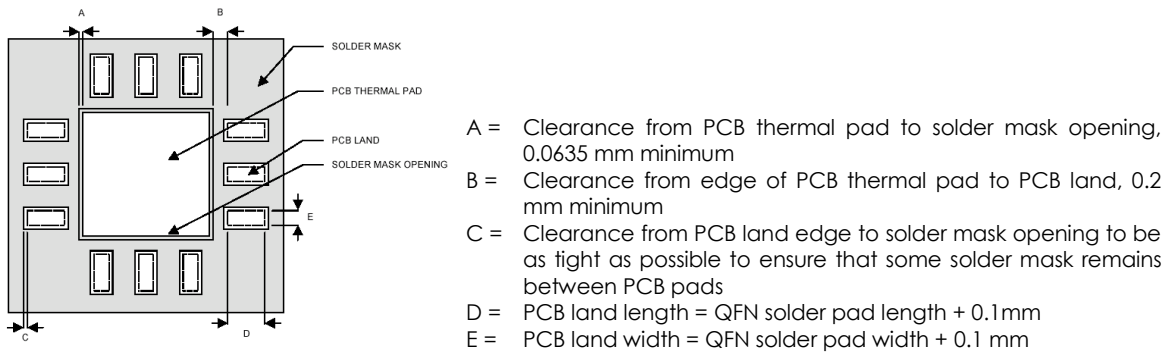 A
B
SOLDER MASK
PCB THERMAL PAD
PCB LAND
SOLDER MASK OPENING
E
C
D
A = Clearance from PCB thermal pad to solder mask opening,
0.0635 mm minimum
B = Clearance from edge of PCB thermal pad to PCB land, 0.2
mm minimum
C = Clearance from PCB land edge to solder mask opening to be
as tight as possible to ensure that some solder mask remains
between PCB pads
D = PCB land length = QFN solder pad length + 0.1mm
E = PCB land width = QFN solder pad width + 0.1 mm